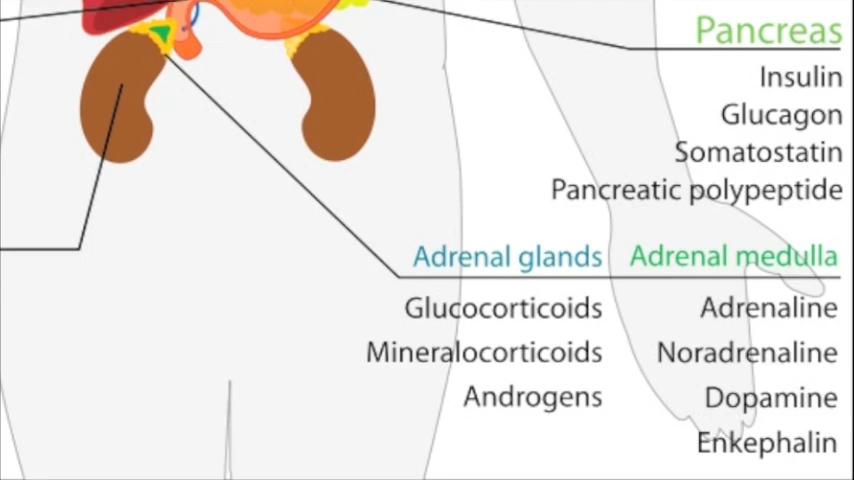 Pancreas
Insulin
Glucagon
Somatostatin
Pancreatic polypeptide
Adrenal glands
Glucocorticoids
Mineralocorticoids
Androgens
Adrenal medulla
Adrenaline
Noradrenaline
Dopamine
Enkephalin